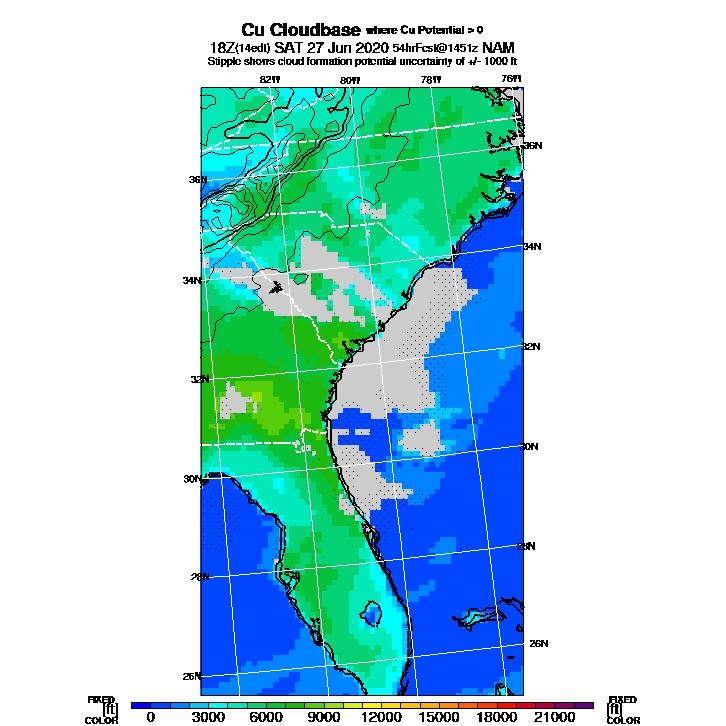 Cu Cloudbase where Cu Potential > 0
18Z(14edt) SAT 27 Jun 2020 54hrFcst@1451z NAM
Stipple shows cloud formation potential uncertainty of +/- 1000 ft
82W 80W 78W 76W
36N
36N
34N
34N
32N
32N
30N
30N
28N
28N
26N
26N
FIXED [ft] COLOR
0 3000 6000 9000 12000 15000 18000 21000
FIXED [ft] COLOR